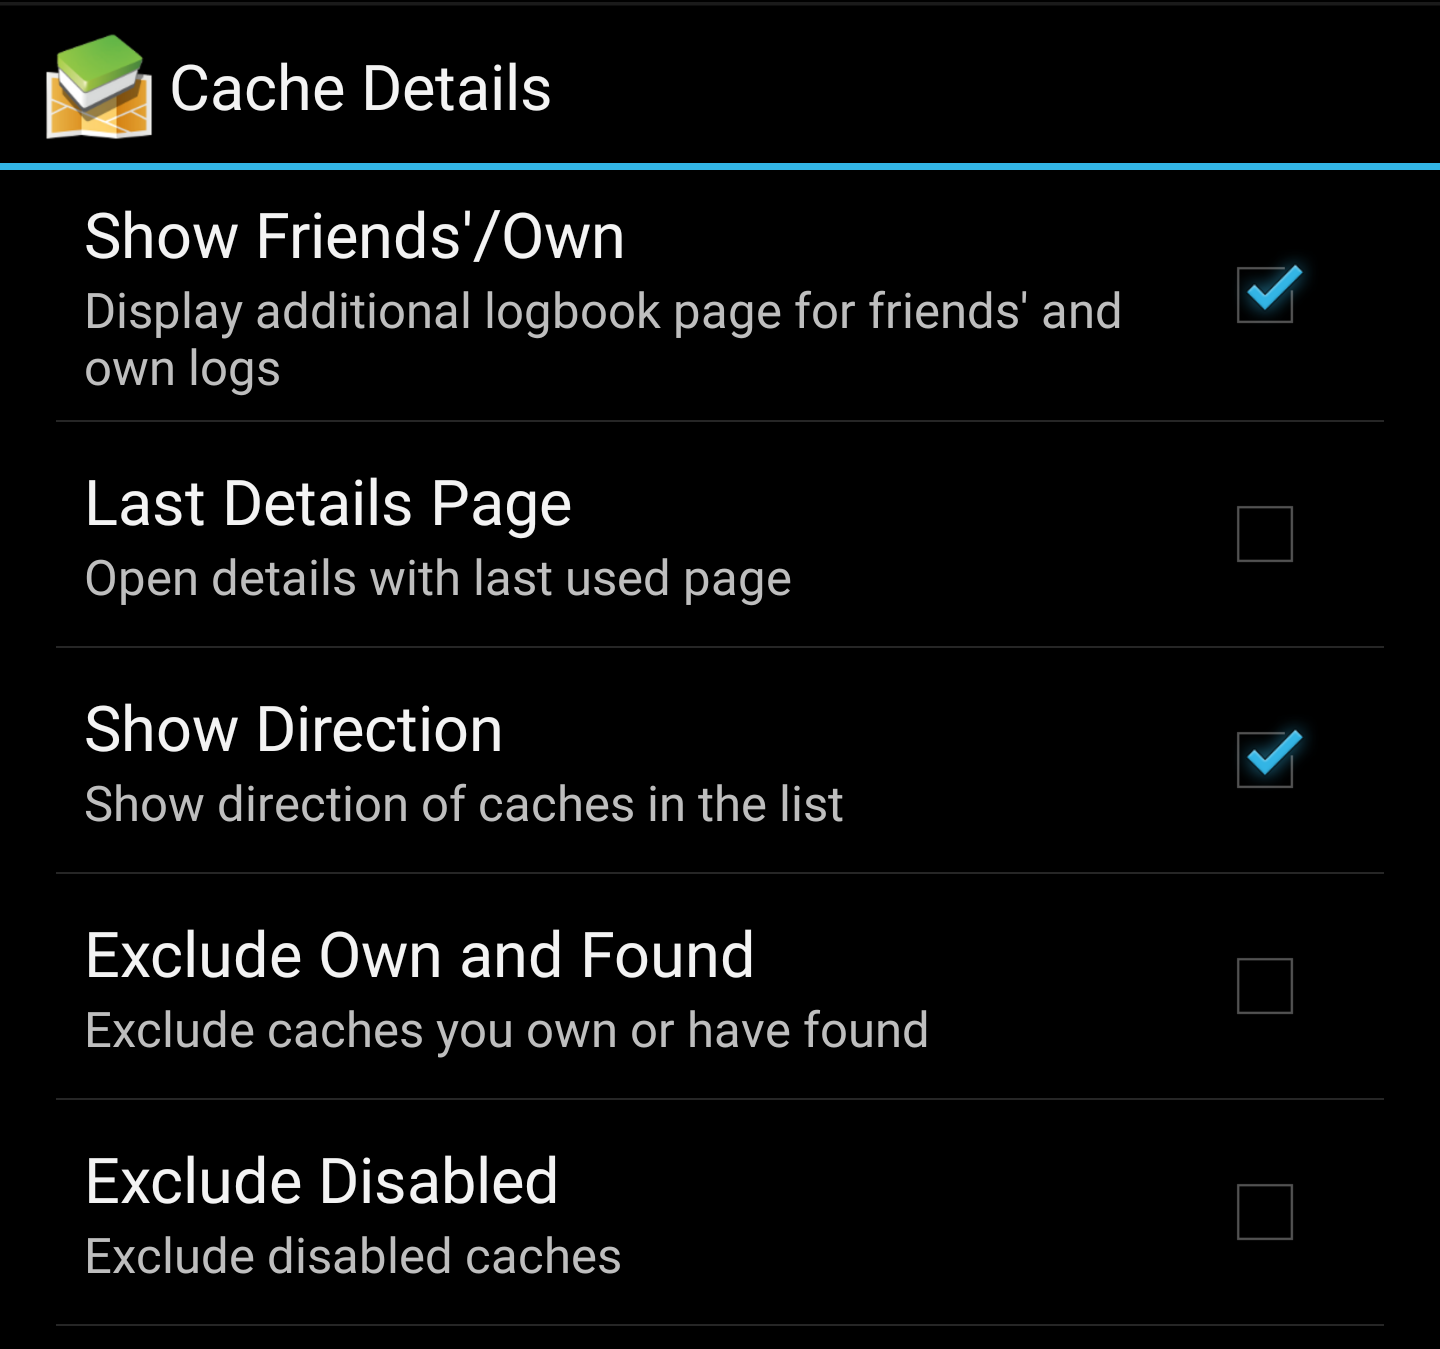 Cache Details
Show Friends'/Own
Display additional logbook page for friends' and
own logs
Last Details Page
Open details with last used page
Show Direction
Show direction of caches in the list
Exclude Own and Found
Exclude caches you own or have found
Exclude Disabled
Exclude disabled caches